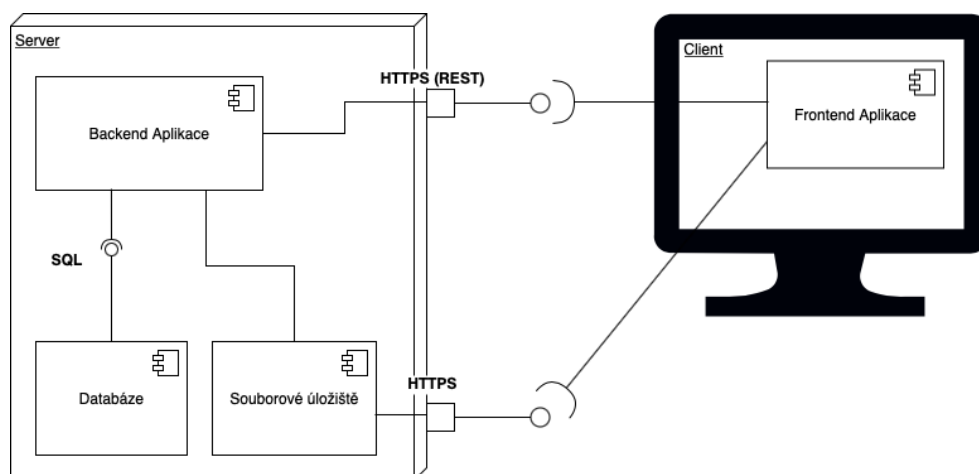 Server
Client
HTTPS (REST)
Backend Aplikace
Frontend Aplikace
SQL
HTTPS
Databáze
Souborové úložiště